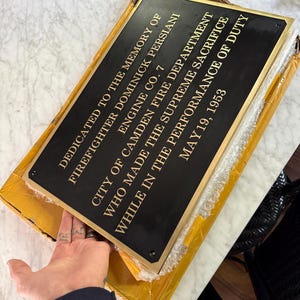 DEDICATED TO THE MEMORY OF
FIREFIGHTER DOMINICK PERSIANI
ENGINE CO. 7
CITY OF CAMDEN FIRE DEPARTMENT
WHO MADE THE SUPREME SACRIFICE
WHILE IN THE PERFORMANCE OF DUTY
MAY 19, 1953